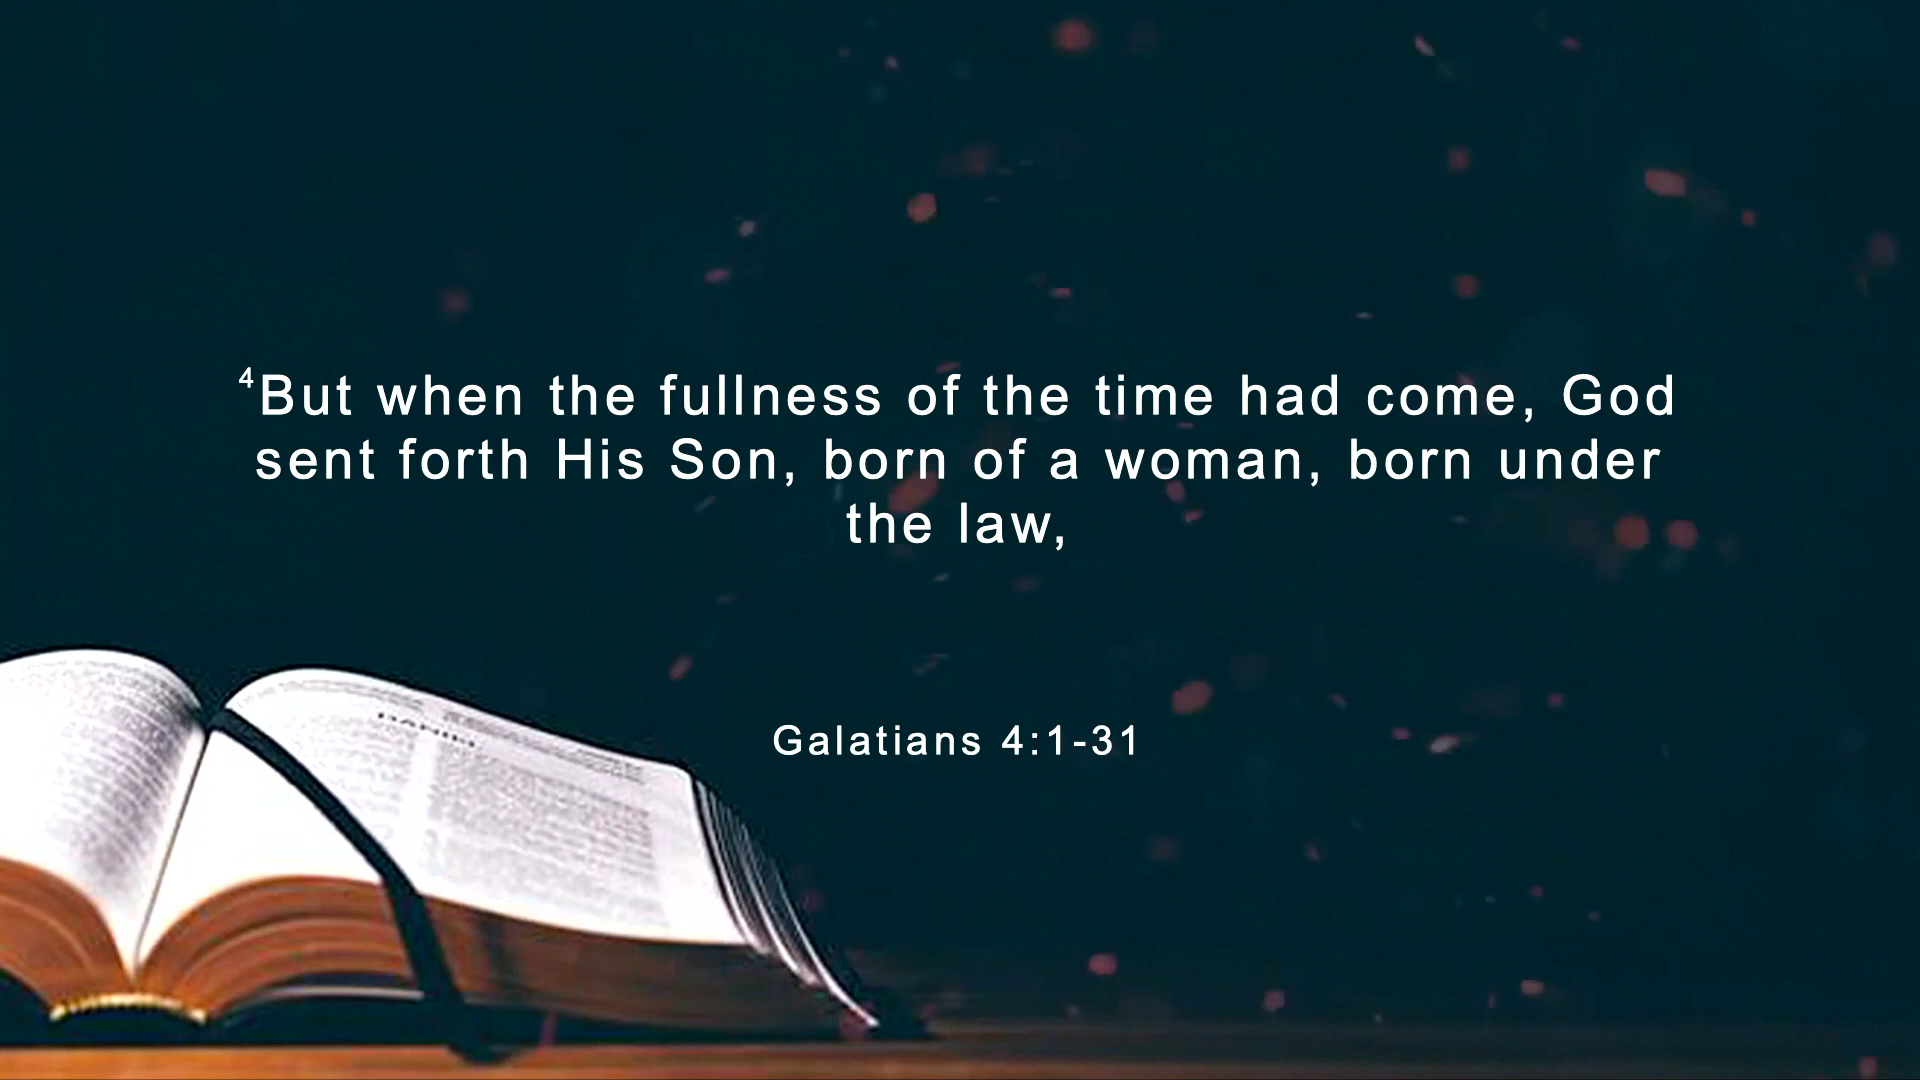 ⁴But when the fullness of the time had come, God
sent forth His Son, born of a woman, born under
the law,
Galatians 4:1-31